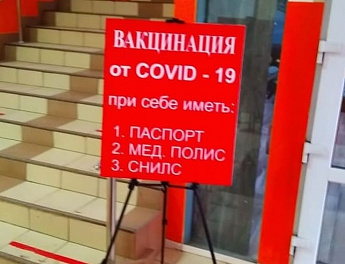 ВАКЦИНАЦИЯ
от COVID - 19
при себе иметь:
1. ПАСПОРТ
2. МЕД. ПОЛИС
3. СНИЛС